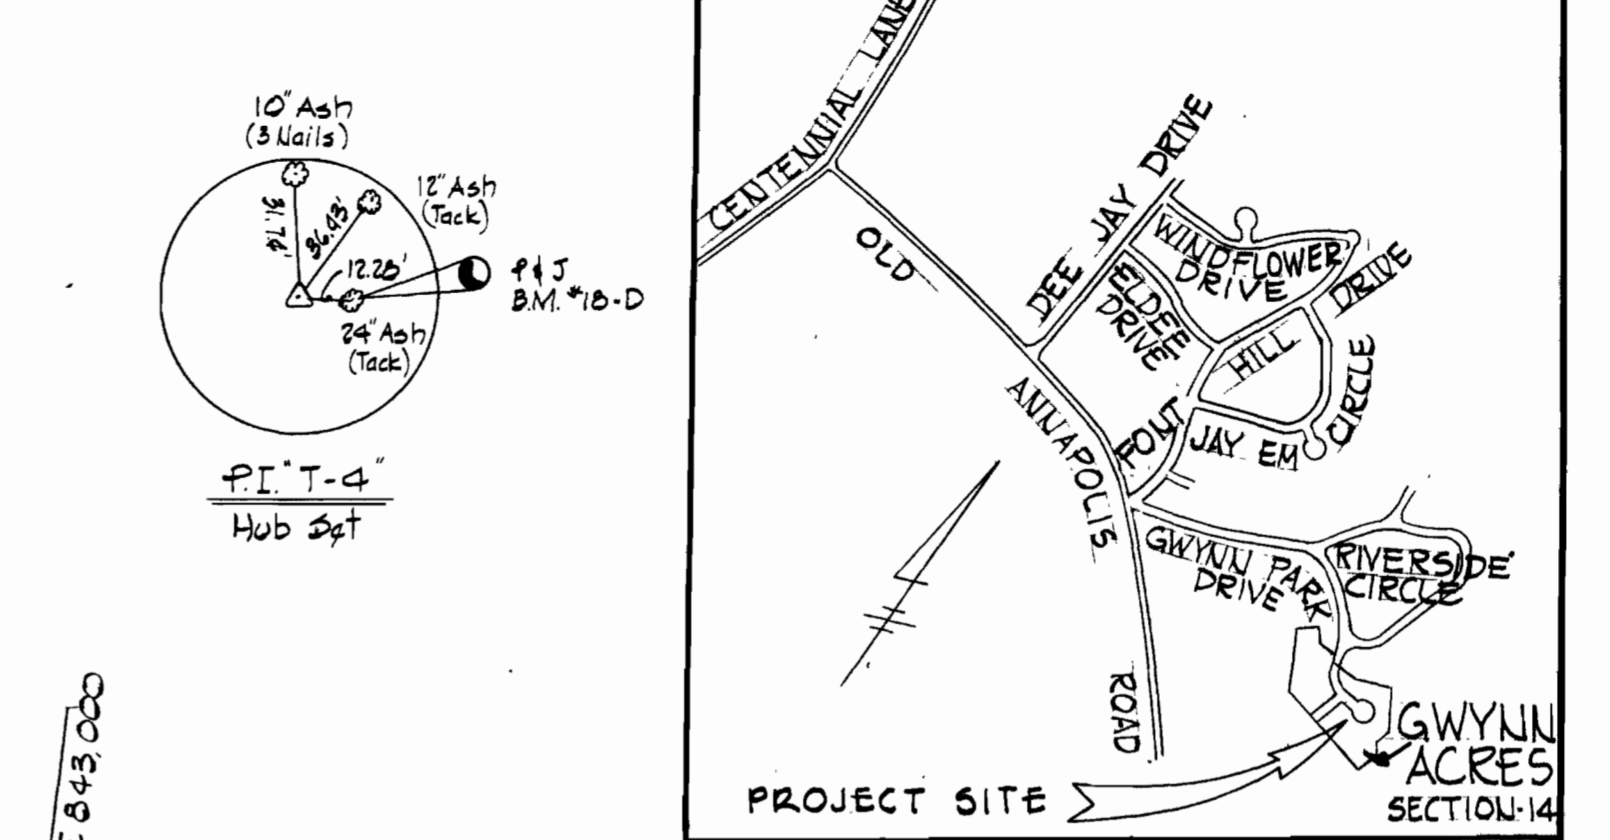 10" Ash
(3 Nails)
12" Ash
(Tack)
31.74'
36.43'
12.28'
P & J
B.M. #18-D
24" Ash
(Tack)
P.I. "T-4"
Hub Set
E 843,000
CENTENNIAL LANE
OLD
ANNAPOLIS
ROAD
DEE JAY DRIVE
WINDFLOWER
DRIVE
ELDEE
DRIVE
FONT
HILL
DRIVE
JAY EM
CIRCLE
GWYNN PARK
DRIVE
RIVERSIDE
CIRCLE
GWYNN
ACRES
SECTION-14
PROJECT SITE